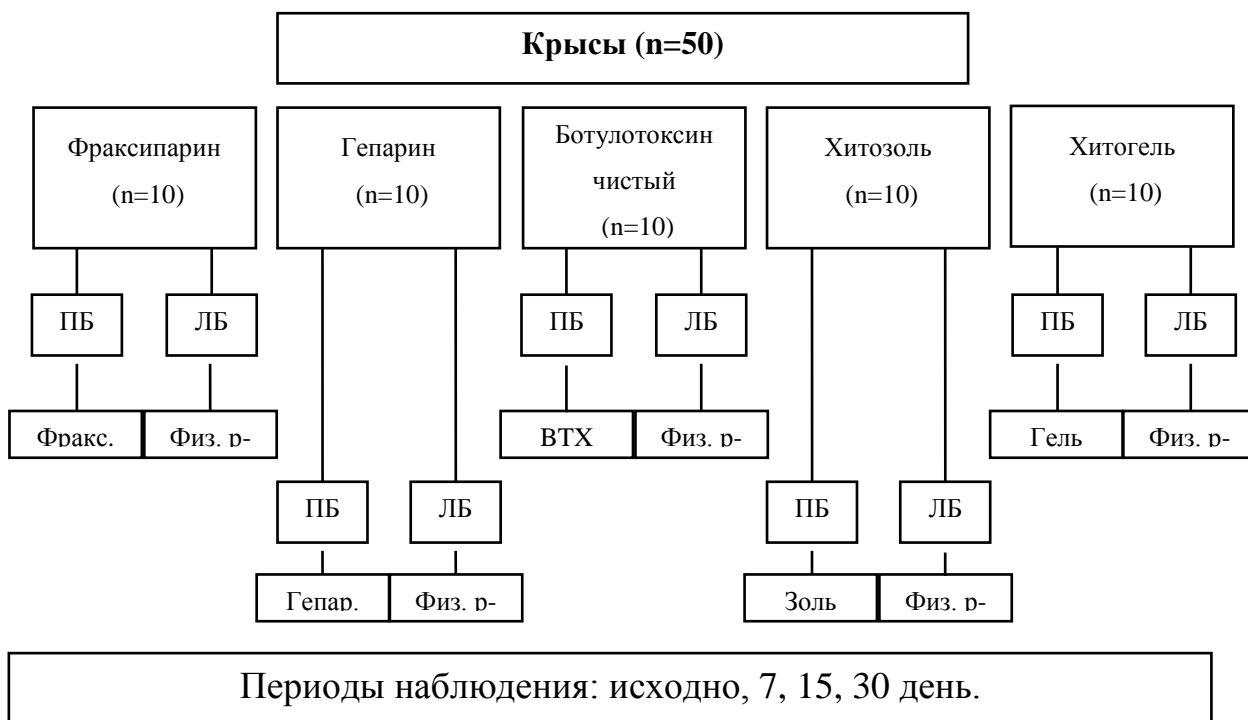 Крысы (n=50)
Фраксипарин
(n=10)
Гепарин
(n=10)
Ботулотоксин
чистый
(n=10)
Хитозоль
(n=10)
Хитогель
(n=10)
ПБ
ЛБ
ПБ
ЛБ
ПБ
ЛБ
Фракс.
Физ. р-
ВТХ
Физ. р-
Гель
Физ. р-
ПБ
ЛБ
ПБ
ЛБ
Гепар.
Физ. р-
Золь
Физ. р-
Периоды наблюдения: исходно, 7, 15, 30 день.